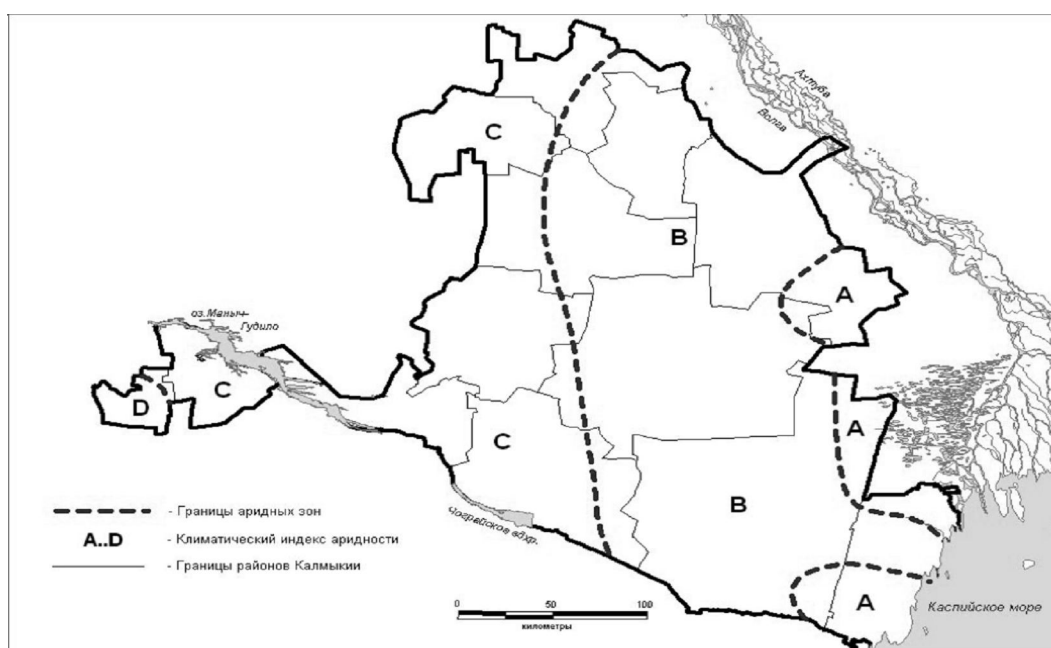 Ахтуба
Волга
C
B
A
оз.Маныч-
Гудило
D
C
A
C
B
A
Чограйское вдхр.
Каспийское море
- Границы аридных зон
A..D - Климатический индекс аридности
- Границы районов Калмыкии
0 50 100
километры